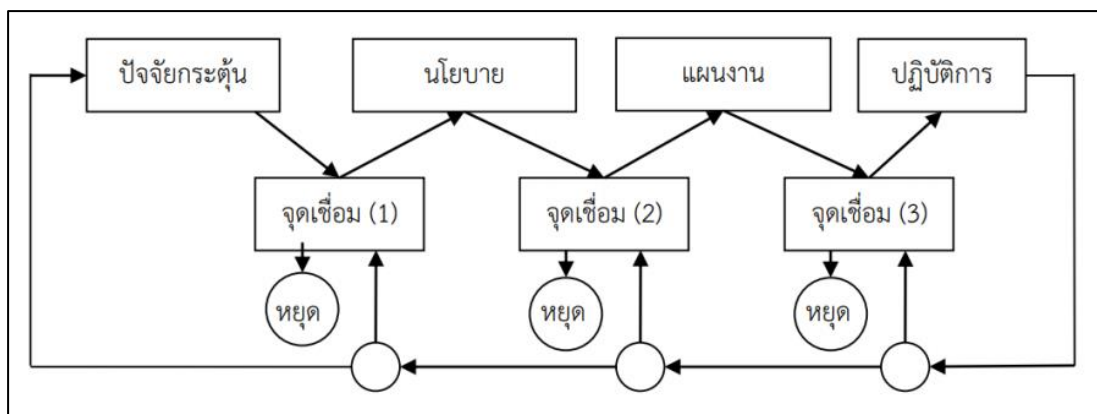 ปัจจัยกระตุ้น
นโยบาย
แผนงาน
ปฏิบัติการ
จุดเชื่อม (1)
จุดเชื่อม (2)
จุดเชื่อม (3)
หยุด
หยุด
หยุด